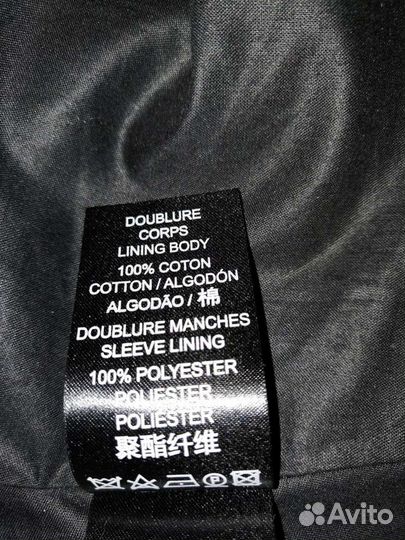 DOUBLURE
CORPS
LINING BODY
100% COTON
COTTON / ALGODÓN
ALGODÃO / 棉
DOUBLURE MANCHES
SLEEVE LINING
100% POLYESTER
POLIESTER
POLIÉSTER
聚酯纤维
P
Avito